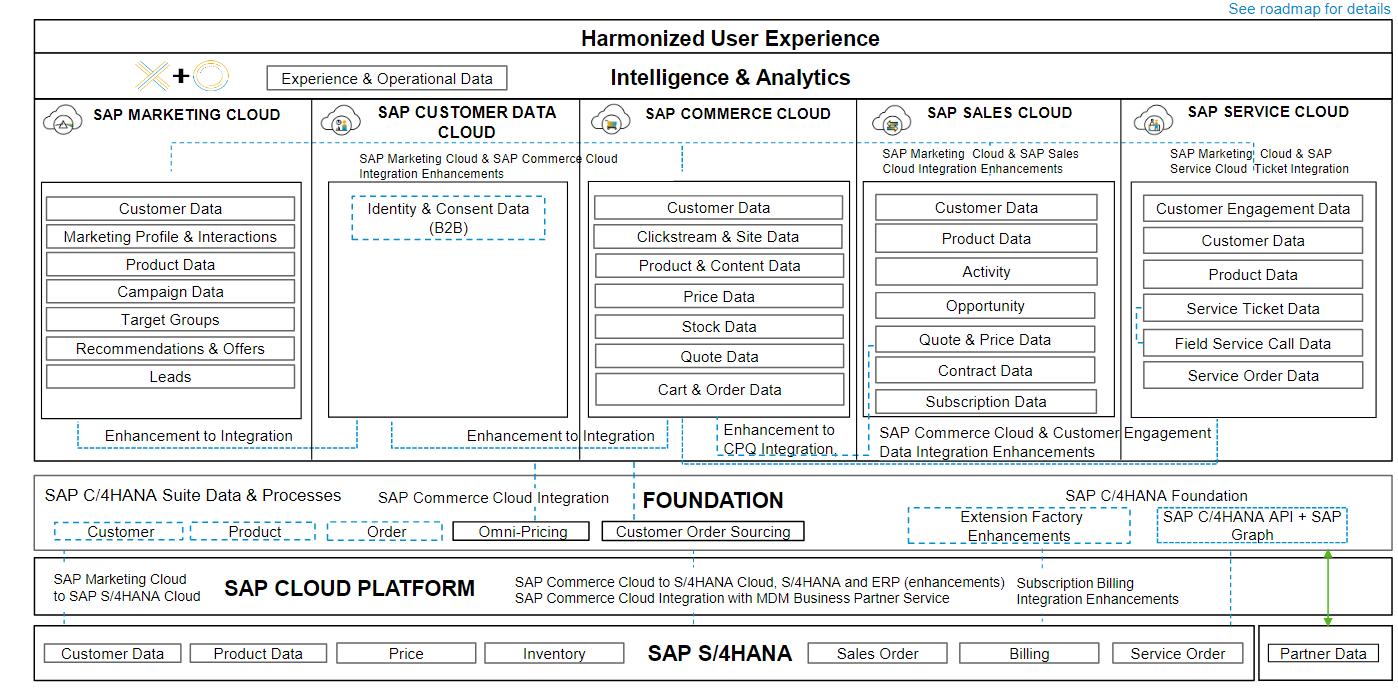 See roadmap for details
Harmonized User Experience
+
Experience & Operational Data
Intelligence & Analytics
SAP MARKETING CLOUD
SAP CUSTOMER DATA
CLOUD
SAP COMMERCE CLOUD
SAP SALES CLOUD
SAP SERVICE CLOUD
SAP Marketing Cloud & SAP Commerce Cloud
Integration Enhancements
SAP Marketing Cloud & SAP Sales
Cloud Integration Enhancements
SAP Marketing Cloud & SAP
Service Cloud Ticket Integration
Customer Data
Marketing Profile & Interactions
Product Data
Campaign Data
Target Groups
Recommendations & Offers
Leads
Identity & Consent Data
(B2B)
Customer Data
Clickstream & Site Data
Product & Content Data
Price Data
Stock Data
Quote Data
Cart & Order Data
Customer Data
Product Data
Activity
Opportunity
Quote & Price Data
Contract Data
Subscription Data
Customer Engagement Data
Customer Data
Product Data
Service Ticket Data
Field Service Call Data
Service Order Data
Enhancement to Integration
Enhancement to Integration
Enhancement to
CPQ Integration
SAP Commerce Cloud & Customer Engagement
Data Integration Enhancements
SAP C/4HANA Suite Data & Processes
SAP Commerce Cloud Integration
FOUNDATION
SAP C/4HANA Foundation
Customer
Product
Order
Omni-Pricing
Customer Order Sourcing
Extension Factory
Enhancements
SAP C/4HANA API + SAP
Graph
SAP Marketing Cloud
to SAP S/4HANA Cloud
SAP CLOUD PLATFORM
SAP Commerce Cloud to S/4HANA Cloud, S/4HANA and ERP (enhancements)
SAP Commerce Cloud Integration with MDM Business Partner Service
Subscription Billing
Integration Enhancements
Customer Data
Product Data
Price
Inventory
SAP S/4HANA
Sales Order
Billing
Service Order
Partner Data